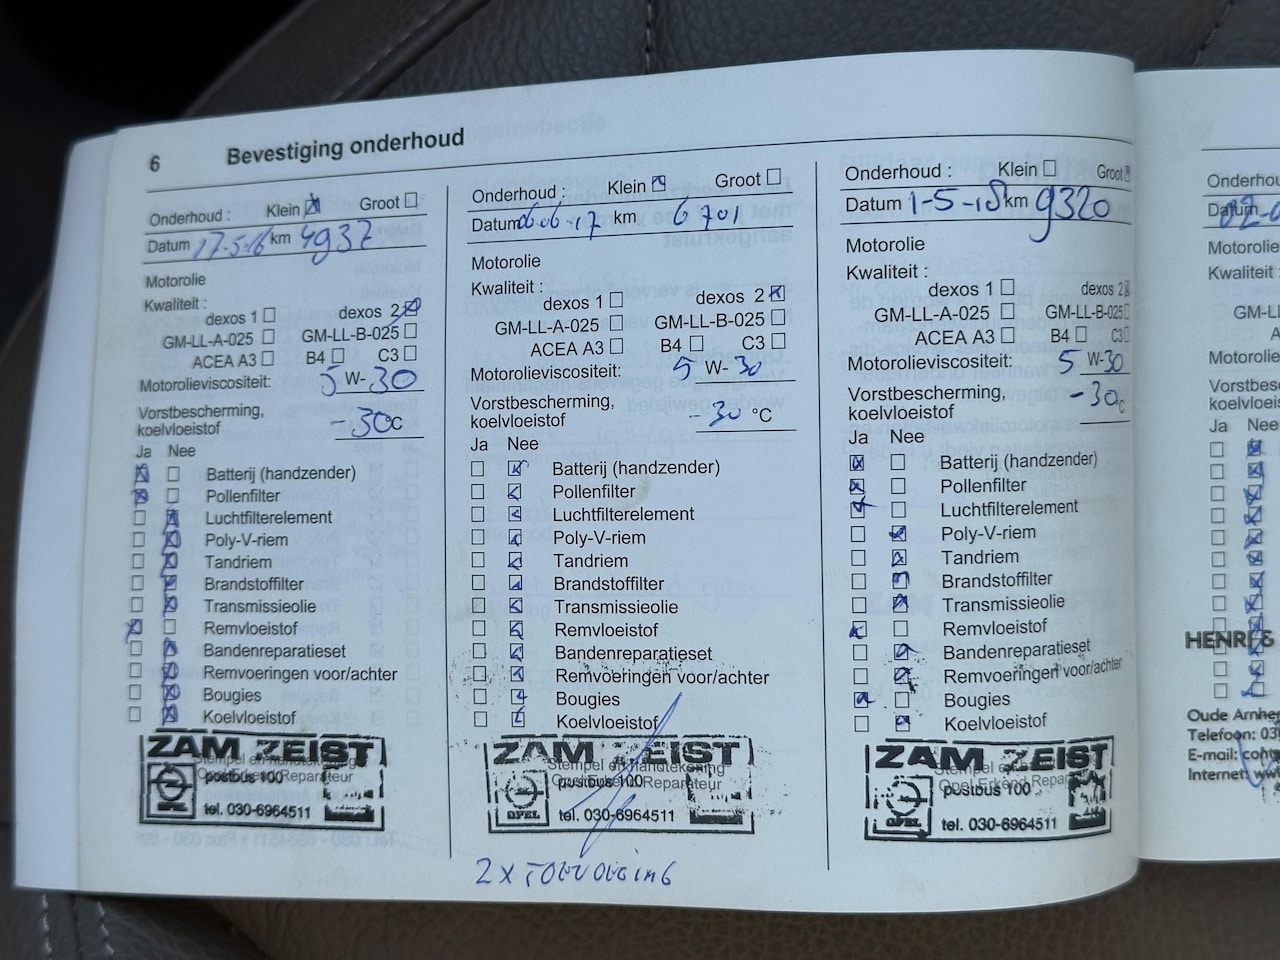 6 Bevestiging onderhoud
Onderhoud : Klein Groot
Datum 17-5-16 km 4937
Motorolie
Kwaliteit :
dexos 1 dexos 2
GM-LL-A-025 GM-LL-B-025
ACEA A3 B4 C3
Motorolieviscositeit: 5 W-30
Vorstbescherming,
koelvloeistof -30°C
Ja Nee
Batterij (handzender)
Pollenfilter
Luchtfilterelement
Poly-V-riem
Tandriem
Brandstoffilter
Transmissieolie
Remvloeistof
Bandenreparatieset
Remvoeringen voor/achter
Bougies
Koelvloeistof
ZAM ZEIST
postbus 100
OPEL
tel. 030-6964511
Onderhoud : Klein Groot
Datum 06-06-17 km 6701
Motorolie
Kwaliteit :
dexos 1 dexos 2
GM-LL-A-025 GM-LL-B-025
ACEA A3 B4 C3
Motorolieviscositeit: 5 W-30
Vorstbescherming,
koelvloeistof -30 °C
Ja Nee
Batterij (handzender)
Pollenfilter
Luchtfilterelement
Poly-V-riem
Tandriem
Brandstoffilter
Transmissieolie
Remvloeistof
Bandenreparatieset
Remvoeringen voor/achter
Bougies
Koelvloeistof
ZAM ZEIST
Stempel en handtekening
postbus 100
OPEL
tel. 030-6964511
2x
Onderhoud : Klein Groot
Datum 1-5-18 km 9320
Motorolie
Kwaliteit :
dexos 1 dexos 2
GM-LL-A-025 GM-LL-B-025
ACEA A3 B4 C3
Motorolieviscositeit: 5 W-30
Vorstbescherming,
koelvloeistof -30°C
Ja Nee
Batterij (handzender)
Pollenfilter
Luchtfilterelement
Poly-V-riem
Tandriem
Brandstoffilter
Transmissieolie
Remvloeistof
Bandenreparatieset
Remvoeringen voor/achter
Bougies
Koelvloeistof
ZAM ZEIST
postbus 100
OPEL
tel. 030-6964511
Datum
Motorolie
Kwaliteit :
Ja Nee
HENRI &
Telefoon: 03
E-mail:
Internet: